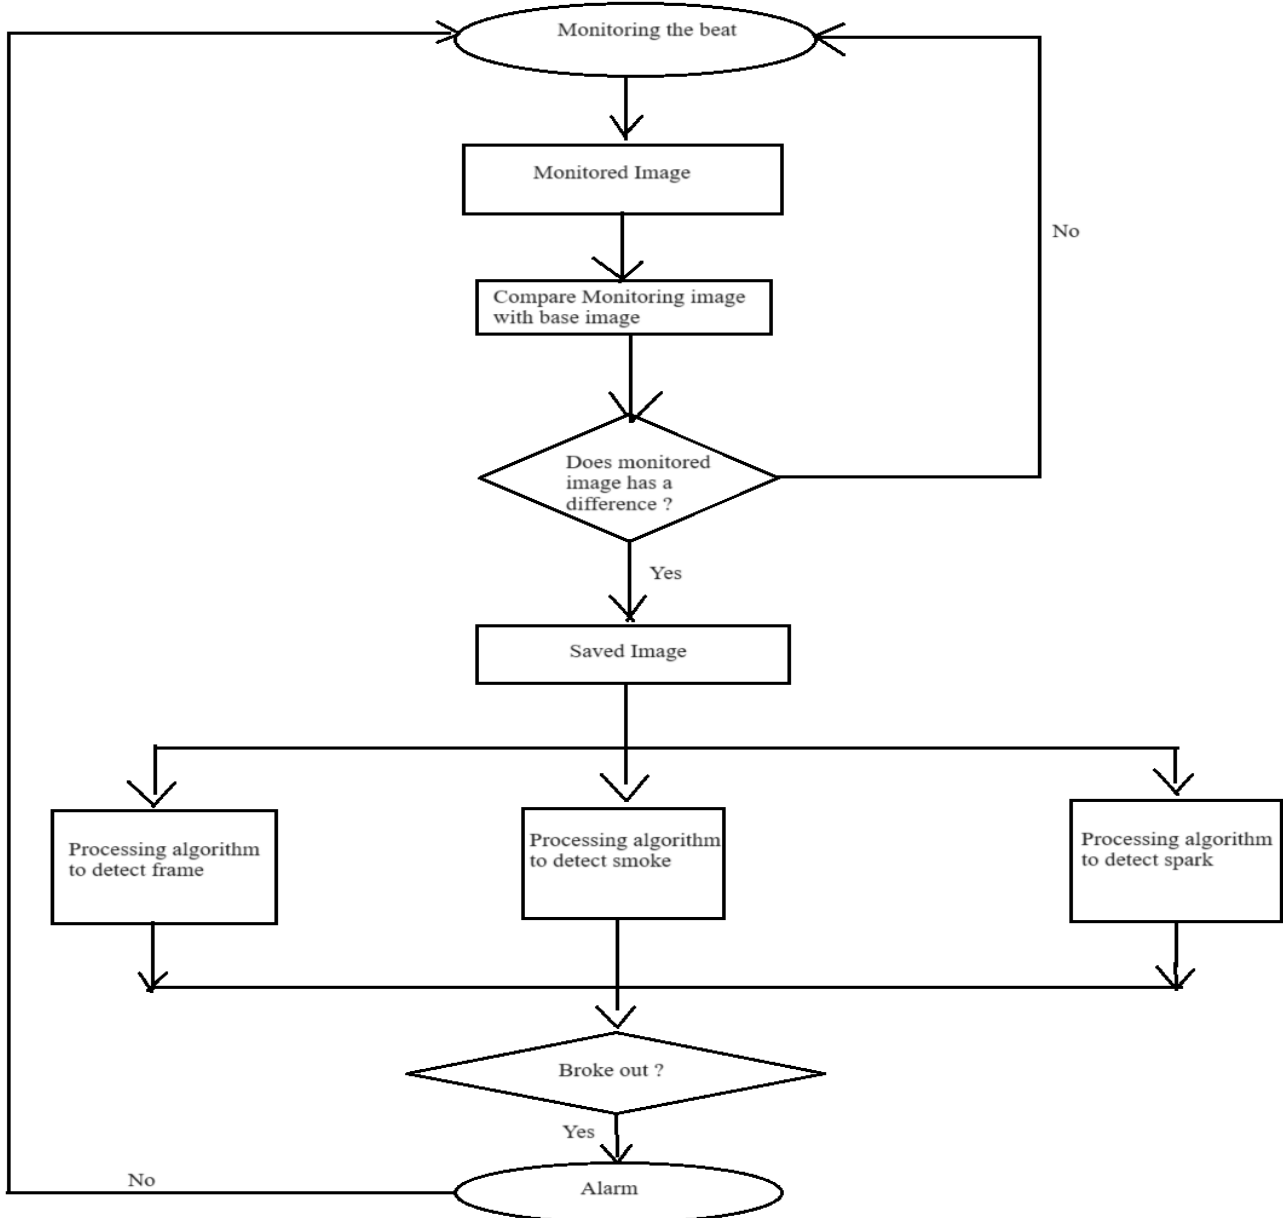 Monitoring the beat
Monitored Image
No
Compare Monitoring image
with base image
Does monitored
image has a
difference ?
Yes
Saved Image
Processing algorithm
to detect frame
Processing algorithm
to detect smoke
Processing algorithm
to detect spark
Broke out ?
Yes
No
Alarm